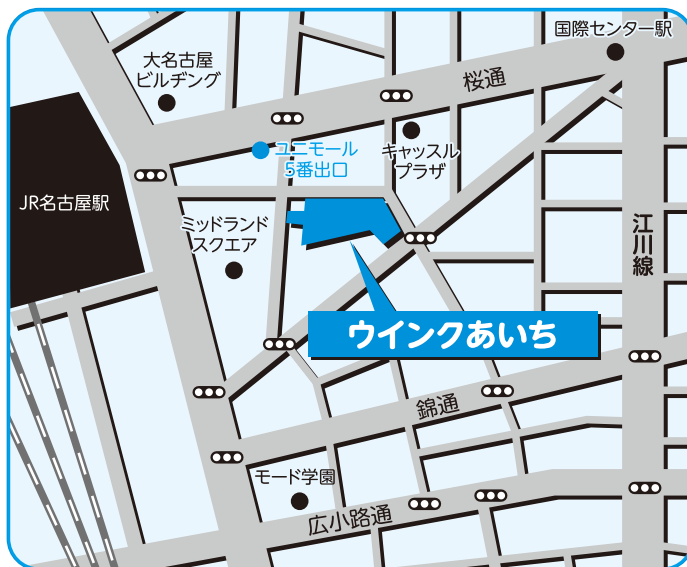 国際センター駅
大名古屋
ビルヂング
桜通
ユニモール
5番出口
キャッスル
プラザ
JR名古屋駅
ミッドランド
スクエア
江川線
ウインクあいち
錦通
モード学園
広小路通